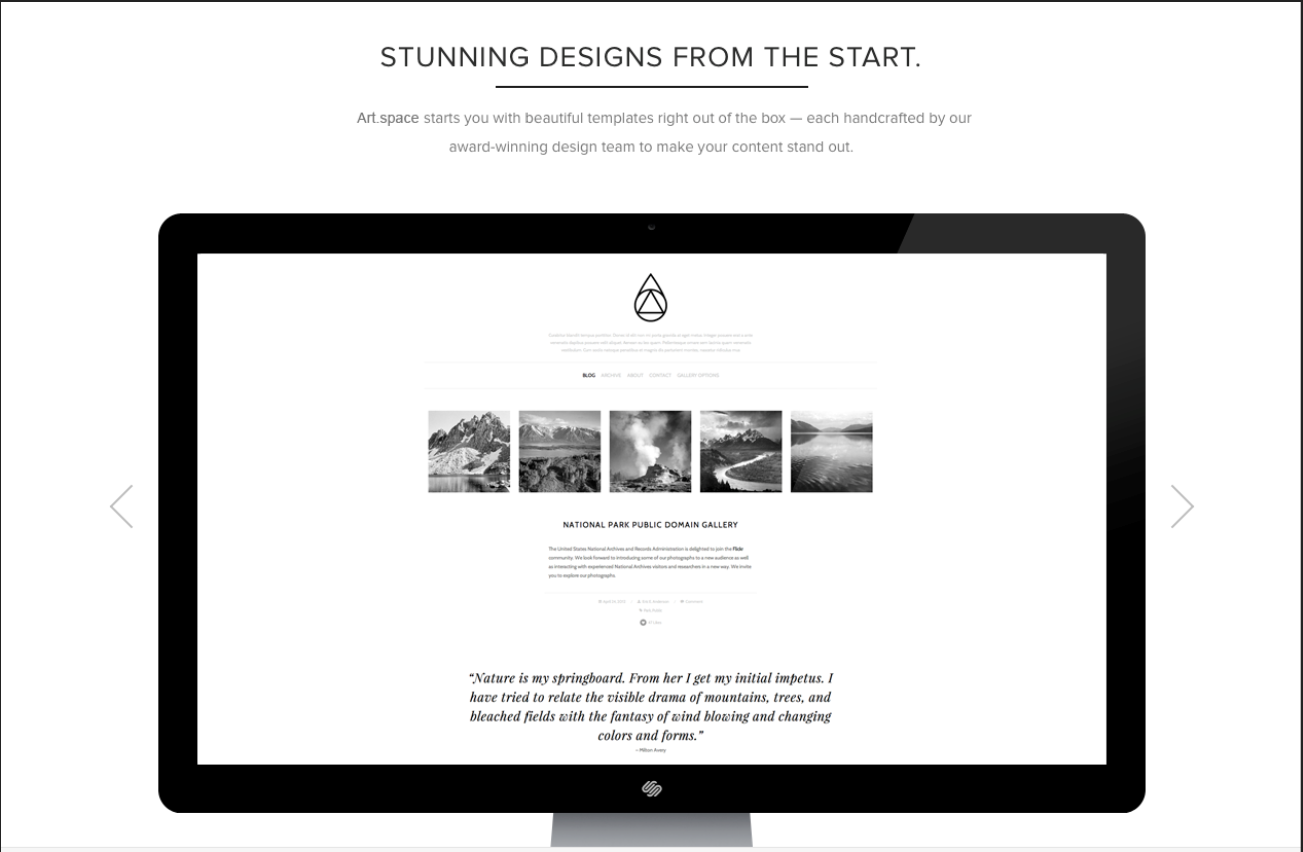 STUNNING DESIGNS FROM THE START.
Art.space starts you with beautiful templates right out of the box — each handcrafted by our
award-winning design team to make your content stand out.
BLOG ARCHIVE ABOUT CONTACT GALLERY OPTIONS
NATIONAL PARK PUBLIC DOMAIN GALLERY
The United States National Archives and Records Administration is delighted to join the Flickr
community. We look forward to introducing some of our photographs to a new audience as well
as interacting with experienced National Archives visitors and researchers in a new way. We invite
you to explore our photographs.
“Nature is my springboard. From her I get my initial impetus. I
have tried to relate the visible drama of mountains, trees, and
bleached fields with the fantasy of wind blowing and changing
colors and forms.”
– Milton Avery